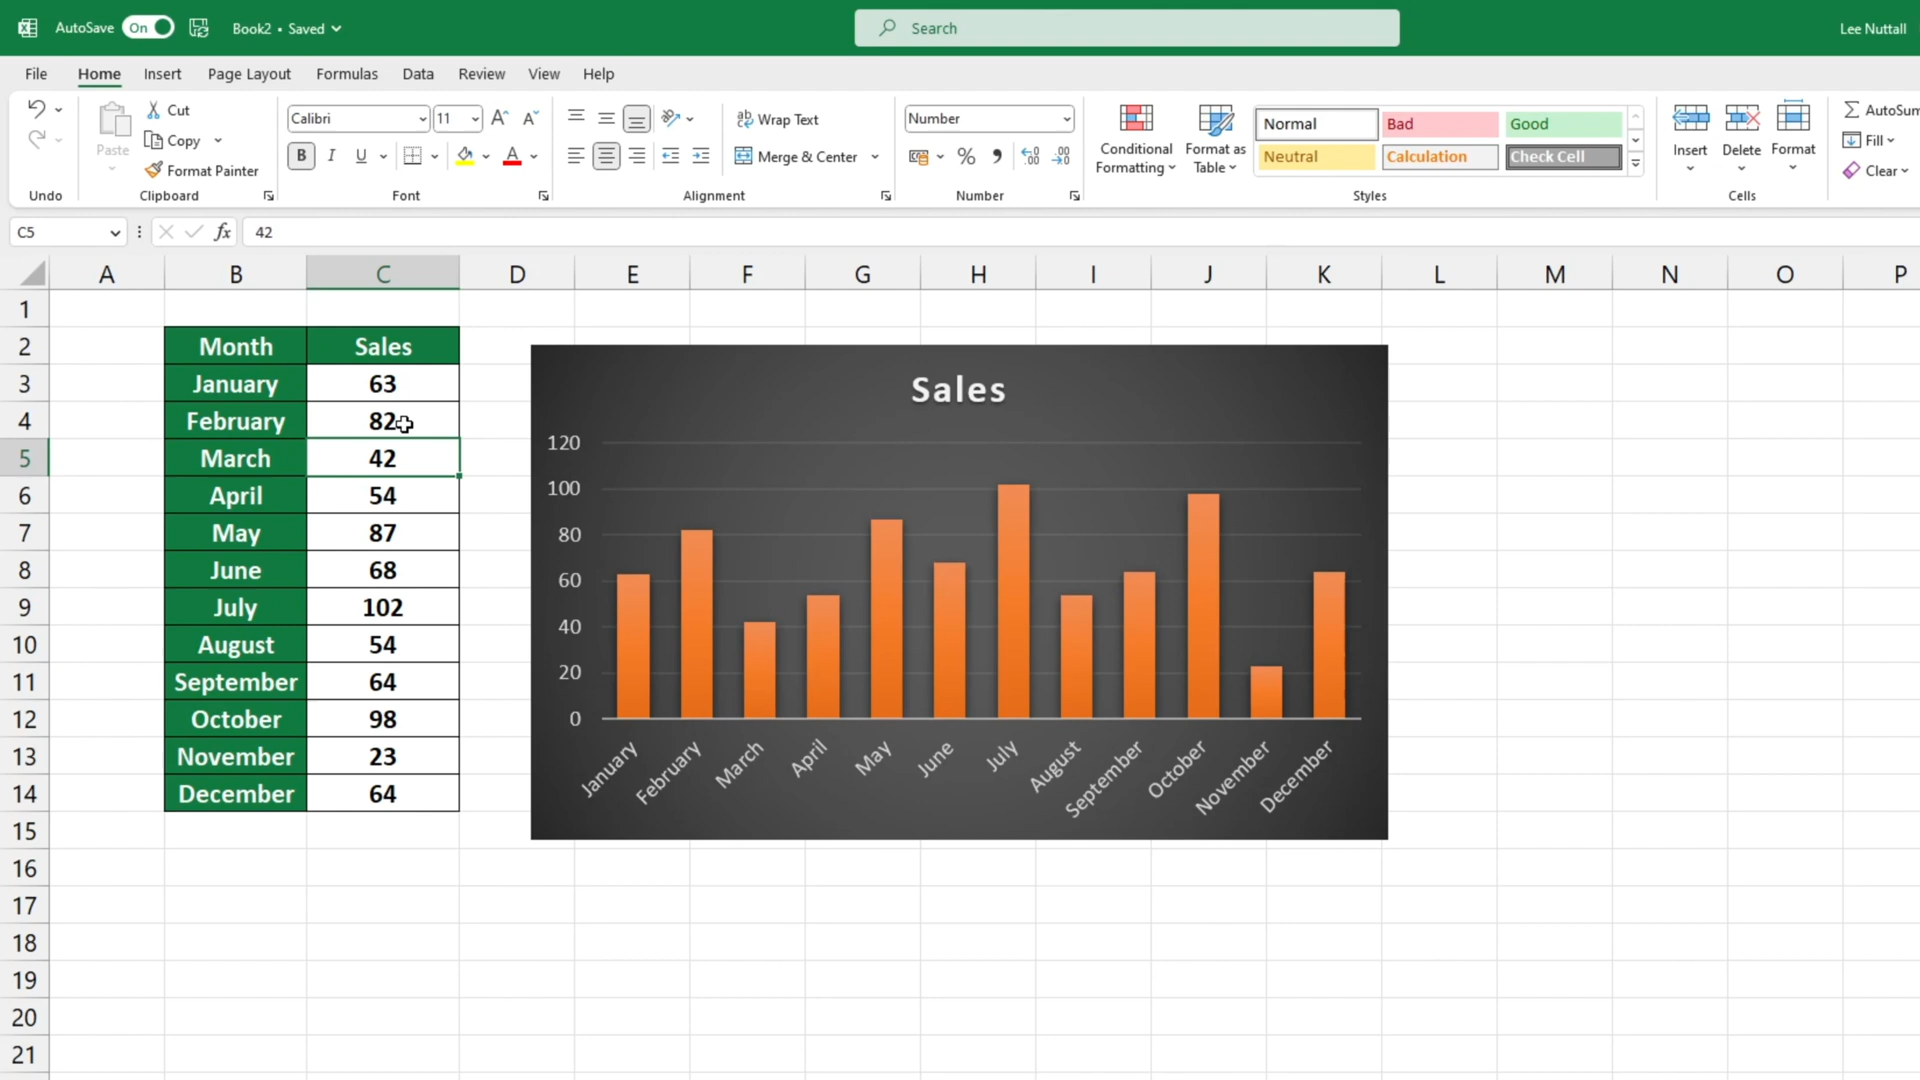 AutoSave On Book2 • Saved Search Lee Nuttall
File Home Insert Page Layout Formulas Data Review View Help
Cut
Copy
Format Painter
Paste
Calibri 11
B I U
Wrap Text
Merge & Center
Number
Conditional Formatting
Format as Table
Normal Bad Good
Neutral Calculation Check Cell
Insert Delete Format
AutoSum
Fill
Clear
Undo Clipboard Font Alignment Number Styles Cells
C5 fx 42
A B C D E F G H I J K L M N O P
1
2 Month Sales
3 January 63
4 February 82
5 March 42
6 April 54
7 May 87
8 June 68
9 July 102
10 August 54
11 September 64
12 October 98
13 November 23
14 December 64
15
16
17
18
19
20
21
Sales
120
100
80
60
40
20
0
January February March April May June July August September October November December